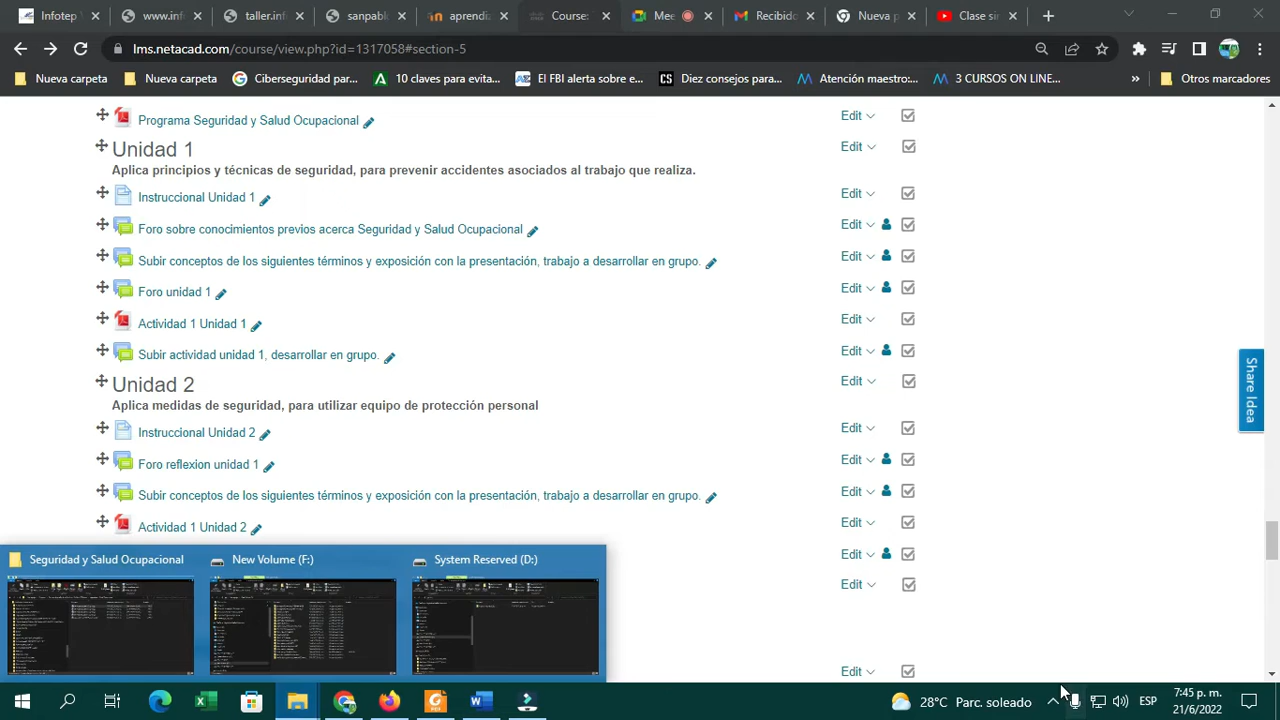 Infotep
www.info
taller.info
sanpabl
aprendi
Course:
Mee
Recibido
Nueva p
Clase si
lms.netacad.com/course/view.php?id=1317058#section-5
Nueva carpeta
Nueva carpeta
Ciberseguridad par...
10 claves para evita...
El FBI alerta sobre e...
Diez consejos para...
Atención maestro:...
3 CURSOS ON LINE...
»
Otros marcadores
Programa Seguridad y Salud Ocupacional Edit
Unidad 1 Edit
Aplica principios y técnicas de seguridad, para prevenir accidentes asociados al trabajo que realiza.
Instruccional Unidad 1 Edit
Foro sobre conocimientos previos acerca Seguridad y Salud Ocupacional Edit
Subir conceptos de los siguientes términos y exposición con la presentación, trabajo a desarrollar en grupo. Edit
Foro unidad 1 Edit
Actividad 1 Unidad 1 Edit
Subir actividad unidad 1, desarrollar en grupo. Edit
Share Idea
Unidad 2 Edit
Aplica medidas de seguridad, para utilizar equipo de protección personal
Instruccional Unidad 2 Edit
Foro reflexion unidad 1 Edit
Subir conceptos de los siguientes términos y exposición con la presentación, trabajo a desarrollar en grupo. Edit
Actividad 1 Unidad 2 Edit
Edit
Edit
Edit
Seguridad y Salud Ocupacional
New Volume (F:)
System Reserved (D:)
28°C Parc. soleado
ESP
7:45 p. m.
21/6/2022